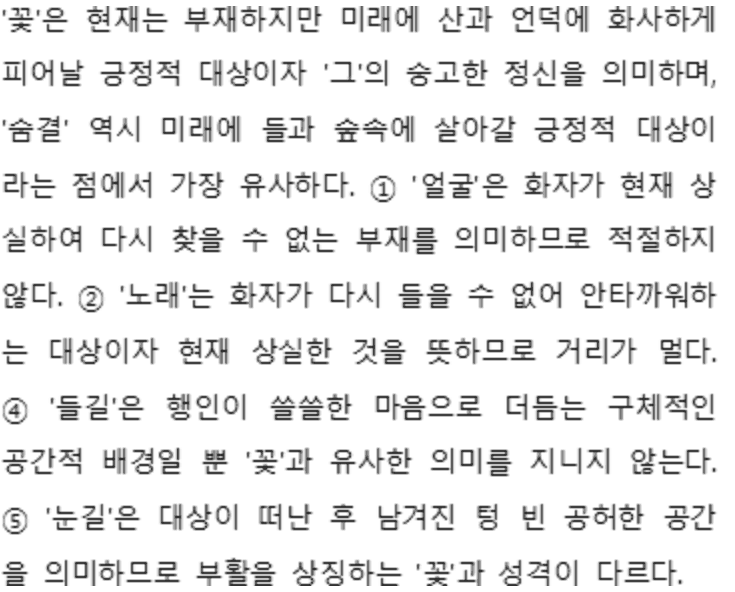 '꽃'은 현재는 부재하지만 미래에 산과 언덕에 화사하게
피어날 긍정적 대상이자 '그'의 숭고한 정신을 의미하며,
'숨결' 역시 미래에 들과 숲속에 살아갈 긍정적 대상이
라는 점에서 가장 유사하다. ① '얼굴'은 화자가 현재 상
실하여 다시 찾을 수 없는 부재를 의미하므로 적절하지
않다. ② '노래'는 화자가 다시 들을 수 없어 안타까워하
는 대상이자 현재 상실한 것을 뜻하므로 거리가 멀다.
④ '들길'은 행인이 쓸쓸한 마음으로 더듬는 구체적인
공간적 배경일 뿐 '꽃'과 유사한 의미를 지니지 않는다.
⑤ '눈길'은 대상이 떠난 후 남겨진 텅 빈 공허한 공간
을 의미하므로 부활을 상징하는 '꽃'과 성격이 다르다.